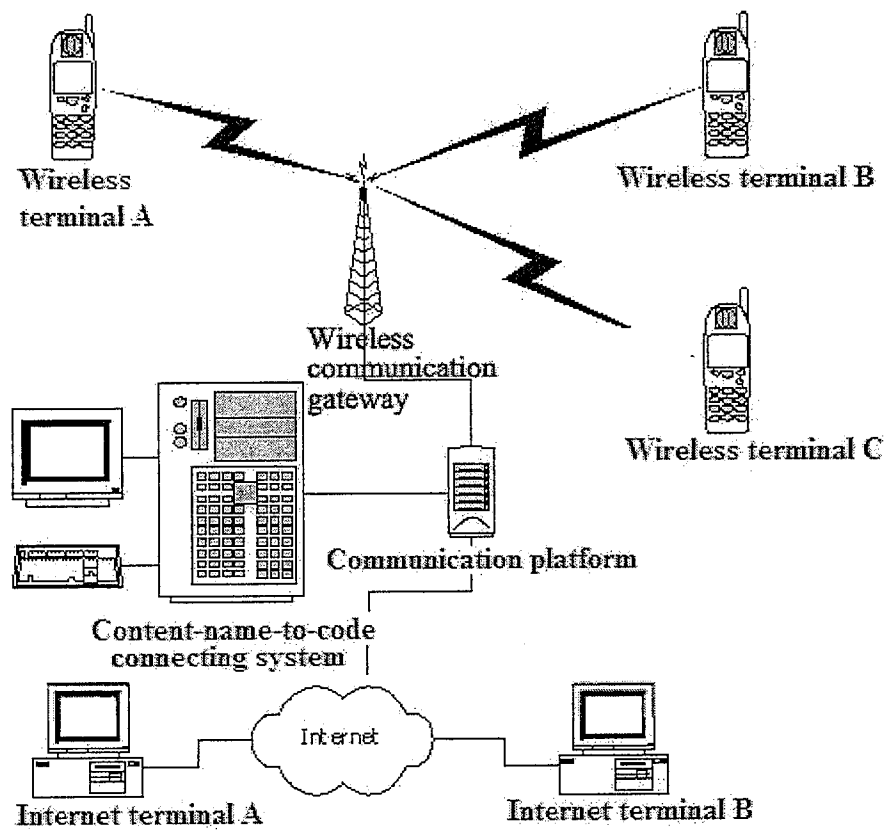 Wireless
terminal A
Wireless terminal B
Wireless
communication
gateway
Wireless terminal C
Communication platform
Content-name-to-code
connecting system
Internet
Internet terminal A
Internet terminal B